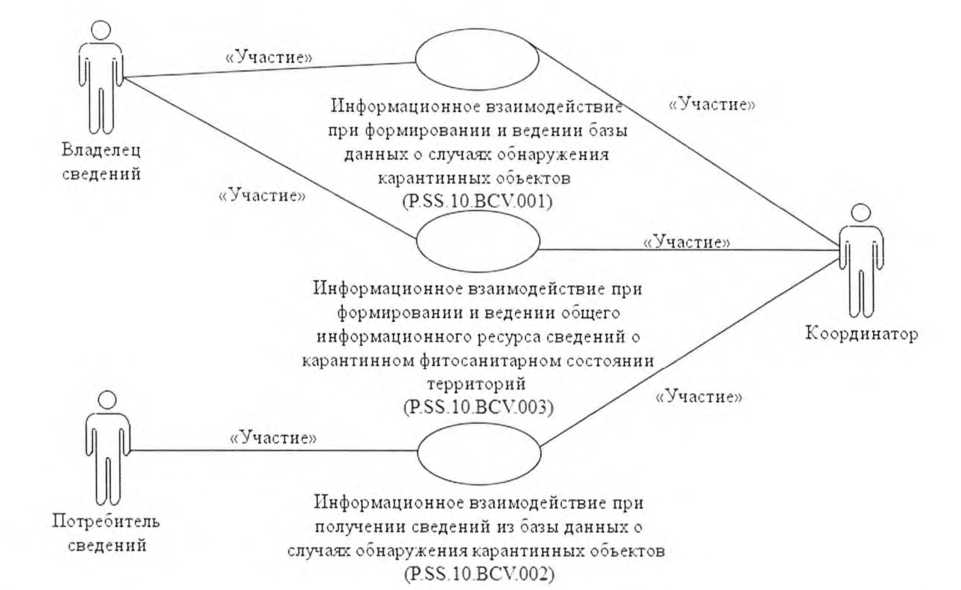 «Участие»
«Участие»
Информационное взаимодействие
при формировании и ведении базы
данных о случаях обнаружения
карантинных объектов
(P.SS.10.BCV.001)
Владелец
сведений
«Участие»
«Участие»
Информационное взаимодействие при
формировании и ведении общего
информационного ресурса сведений о
карантинном фитосанитарном состоянии
территорий
(P.SS.10.BCV.003)
Координатор
«Участие»
«Участие»
Информационное взаимодействие при
получении сведений из базы данных о
случаях обнаружения карантинных объектов
(P.SS.10.BCV.002)
Потребитель
сведений